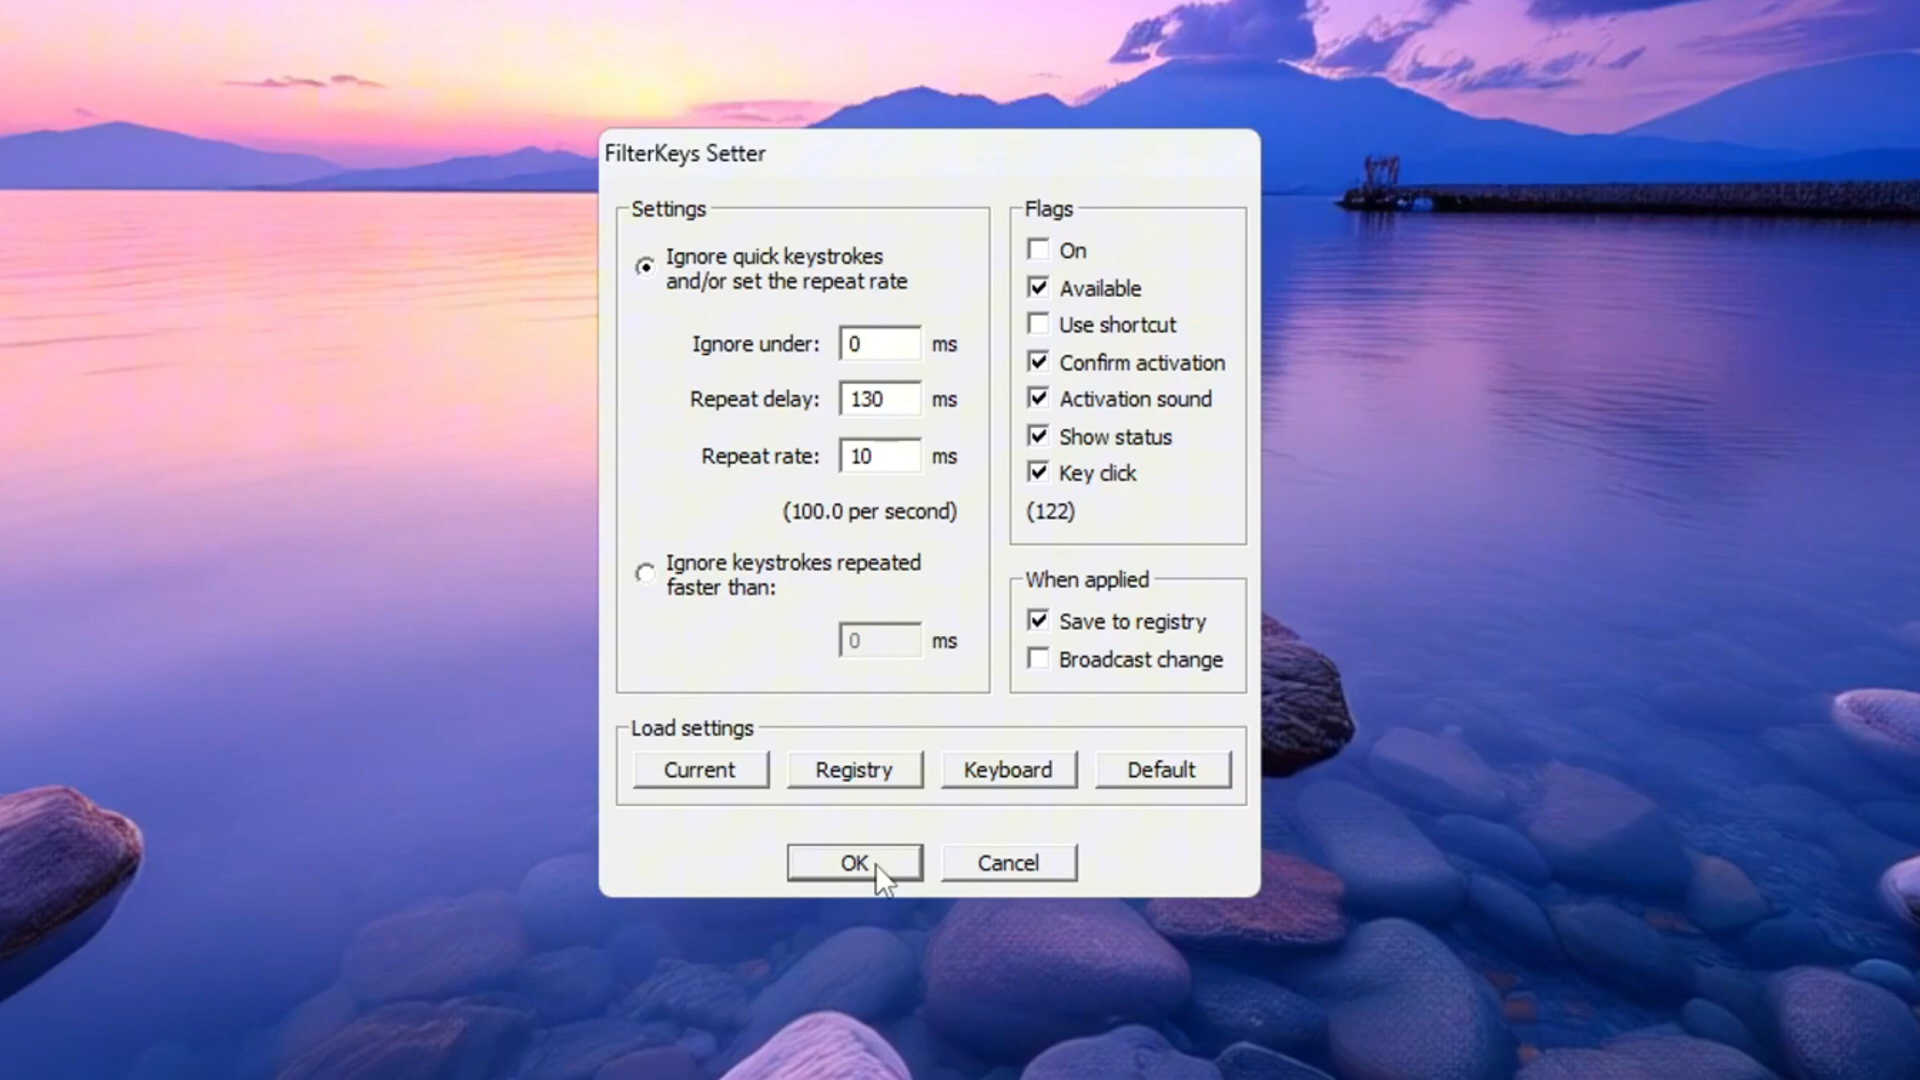 FilterKeys Setter
Settings
Ignore quick keystrokes
and/or set the repeat rate
Ignore under: 0 ms
Repeat delay: 130 ms
Repeat rate: 10 ms
(100.0 per second)
Ignore keystrokes repeated
faster than:
0 ms
Flags
On
Available
Use shortcut
Confirm activation
Activation sound
Show status
Key click
(122)
When applied
Save to registry
Broadcast change
Load settings
Current Registry Keyboard Default
OK Cancel